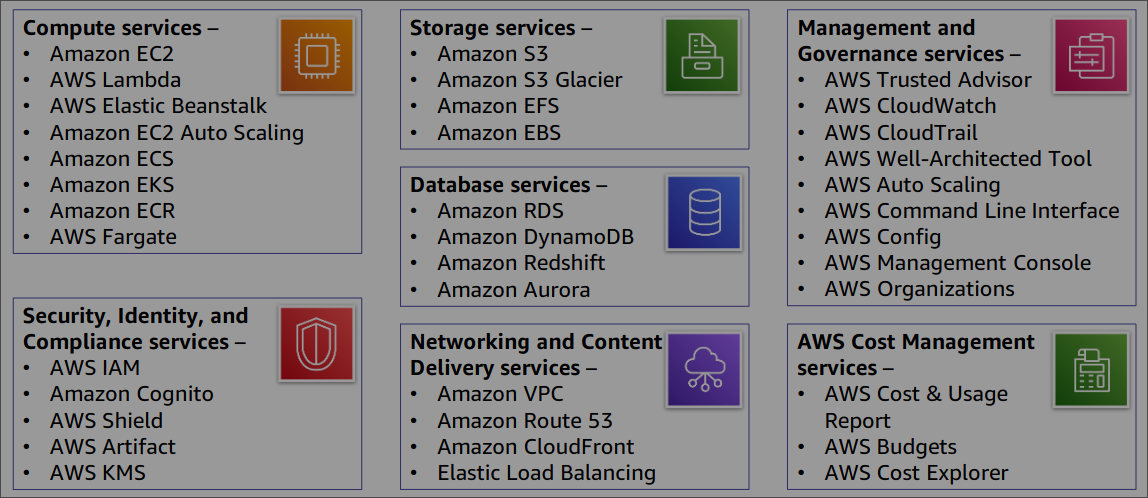 Compute services –
• Amazon EC2
• AWS Lambda
• AWS Elastic Beanstalk
• Amazon EC2 Auto Scaling
• Amazon ECS
• Amazon EKS
• Amazon ECR
• AWS Fargate
Security, Identity, and
Compliance services –
• AWS IAM
• Amazon Cognito
• AWS Shield
• AWS Artifact
• AWS KMS
Storage services –
• Amazon S3
• Amazon S3 Glacier
• Amazon EFS
• Amazon EBS
Database services –
• Amazon RDS
• Amazon DynamoDB
• Amazon Redshift
• Amazon Aurora
Networking and Content
Delivery services –
• Amazon VPC
• Amazon Route 53
• Amazon CloudFront
• Elastic Load Balancing
Management and
Governance services –
• AWS Trusted Advisor
• AWS CloudWatch
• AWS CloudTrail
• AWS Well-Architected Tool
• AWS Auto Scaling
• AWS Command Line Interface
• AWS Config
• AWS Management Console
• AWS Organizations
AWS Cost Management
services –
• AWS Cost & Usage
Report
• AWS Budgets
• AWS Cost Explorer